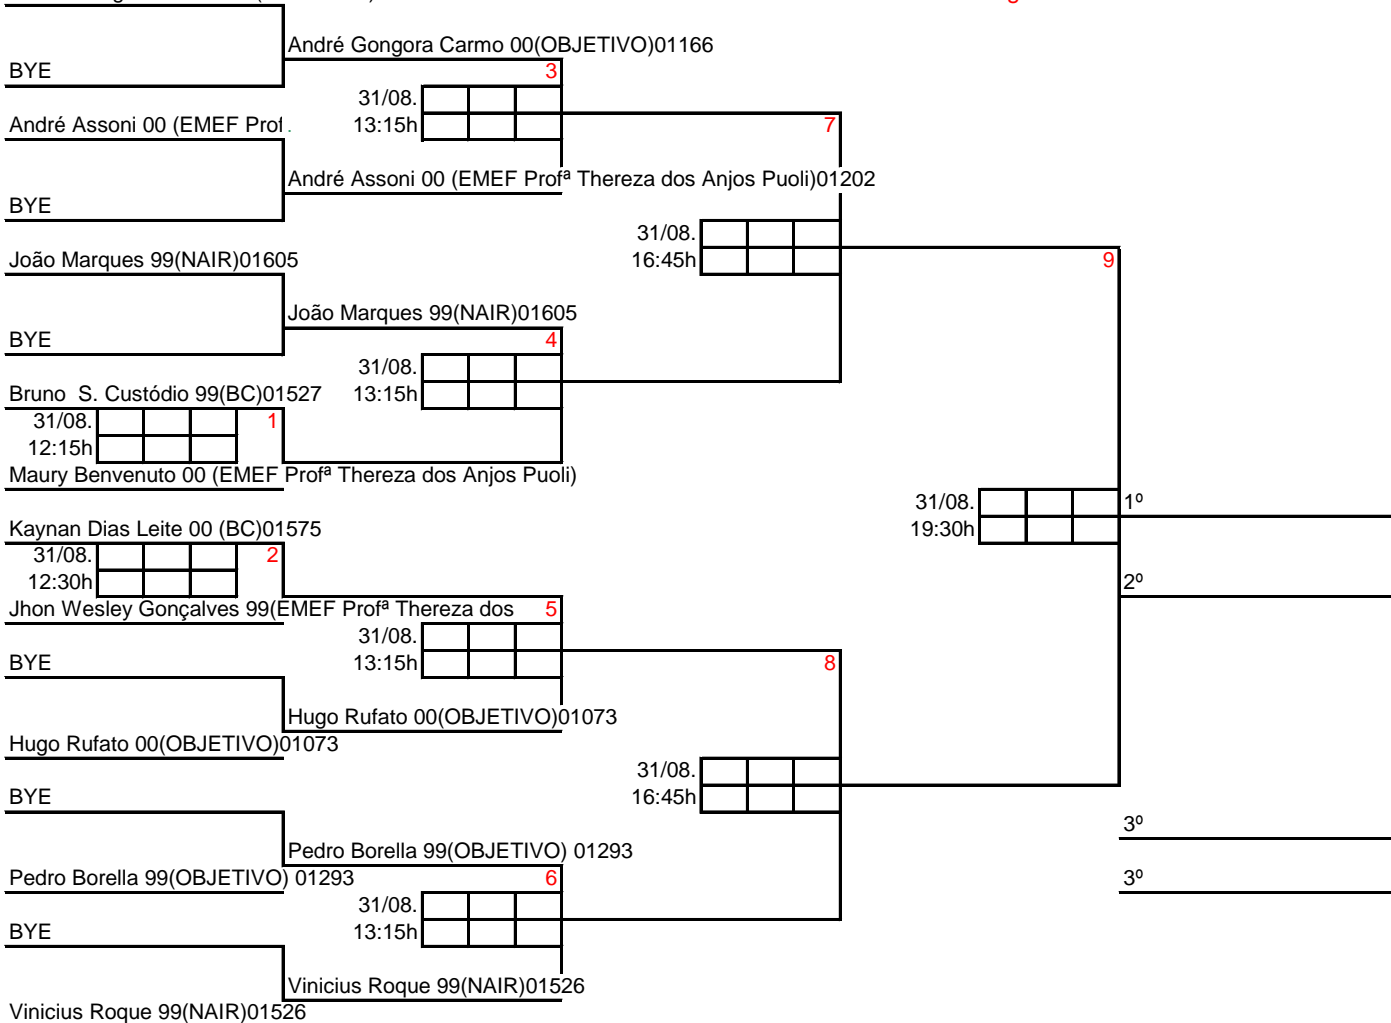 André Gongora Carmo 00(OBJETIVO)01166
BYE
3
31/08.
13:15h
André Assoni 00 (EMEF Prof.
7
André Assoni 00 (EMEF Profª Thereza dos Anjos Puoli)01202
BYE
31/08.
16:45h
João Marques 99(NAIR)01605
9
João Marques 99(NAIR)01605
BYE
4
31/08.
13:15h
Bruno  S. Custódio 99(BC)01527
31/08.
1
12:15h
Maury Benvenuto 00 (EMEF Profª Thereza dos Anjos Puoli)
31/08.
1º
19:30h
Kaynan Dias Leite 00 (BC)01575
31/08.
2
12:30h
2º
Jhon Wesley Gonçalves 99(EMEF Profª Thereza dos
5
31/08.
13:15h
BYE
8
Hugo Rufato 00(OBJETIVO)01073
Hugo Rufato 00(OBJETIVO)01073
31/08.
16:45h
BYE
3º
Pedro Borella 99(OBJETIVO) 01293
Pedro Borella 99(OBJETIVO) 01293
6
3º
31/08.
13:15h
BYE
Vinicius Roque 99(NAIR)01526
Vinicius Roque 99(NAIR)01526